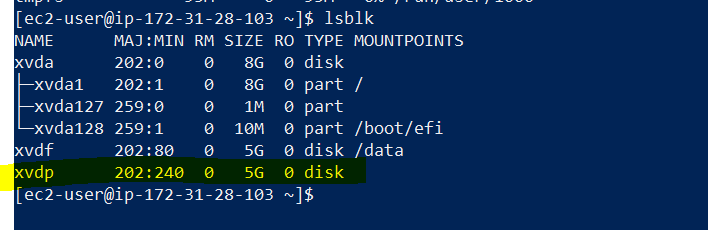 [ec2-user@ip-172-31-28-103 ~]$ lsblk
NAME      MAJ:MIN RM SIZE RO TYPE MOUNTPOINTS
xvda      202:0    0   8G  0 disk
├─xvda1   202:1    0   8G  0 part /
├─xvda127 259:0    0   1M  0 part
└─xvda128 259:1    0  10M  0 part /boot/efi
xvdf      202:80   0   5G  0 disk /data
xvdp      202:240  0   5G  0 disk
[ec2-user@ip-172-31-28-103 ~]$